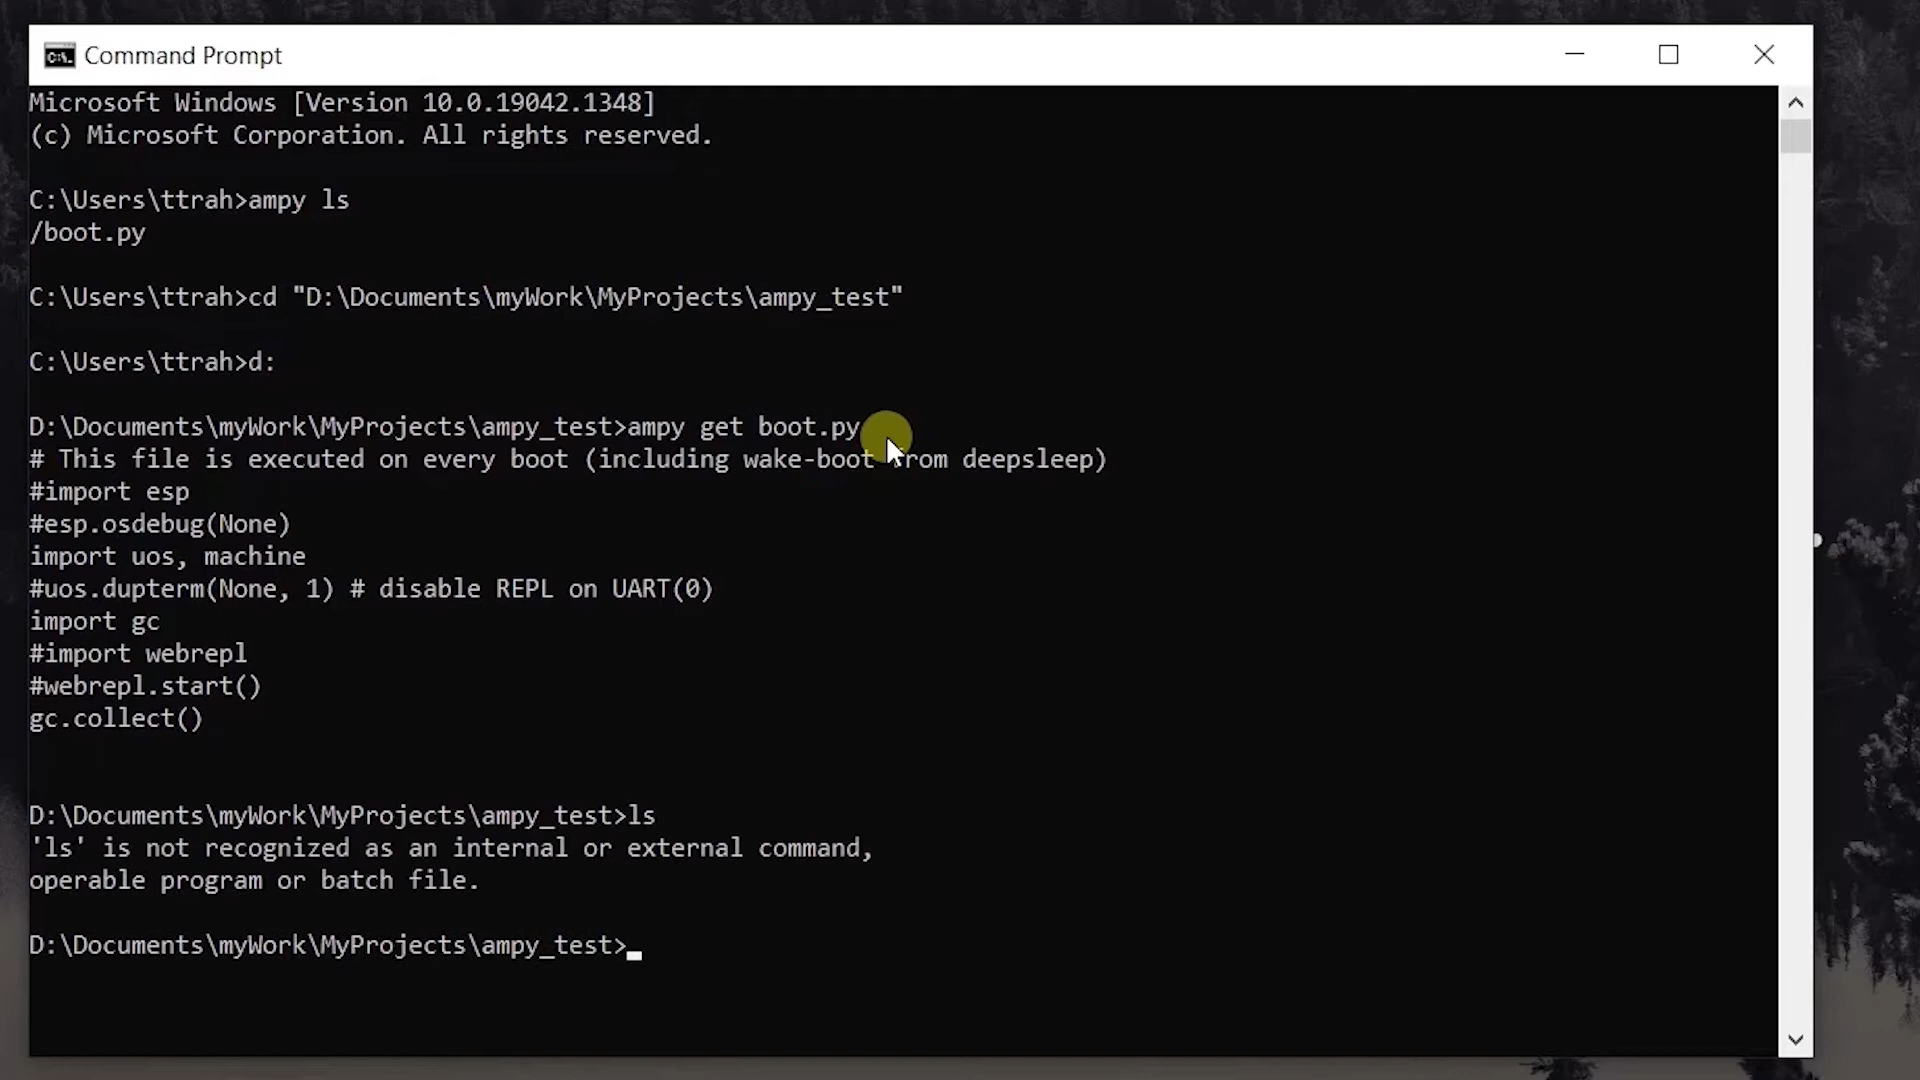 Command Prompt
Microsoft Windows [Version 10.0.19042.1348]
(c) Microsoft Corporation. All rights reserved.
C:\Users\ttrah>ampy ls
/boot.py
C:\Users\ttrah>cd "D:\Documents\myWork\MyProjects\ampy_test"
C:\Users\ttrah>d:
D:\Documents\myWork\MyProjects\ampy_test>ampy get boot.py
# This file is executed on every boot (including wake-boot from deepsleep)
#import esp
#esp.osdebug(None)
import uos, machine
#uos.dupterm(None, 1) # disable REPL on UART(0)
import gc
#import webrepl
#webrepl.start()
gc.collect()
D:\Documents\myWork\MyProjects\ampy_test>ls
'ls' is not recognized as an internal or external command,
operable program or batch file.
D:\Documents\myWork\MyProjects\ampy_test>